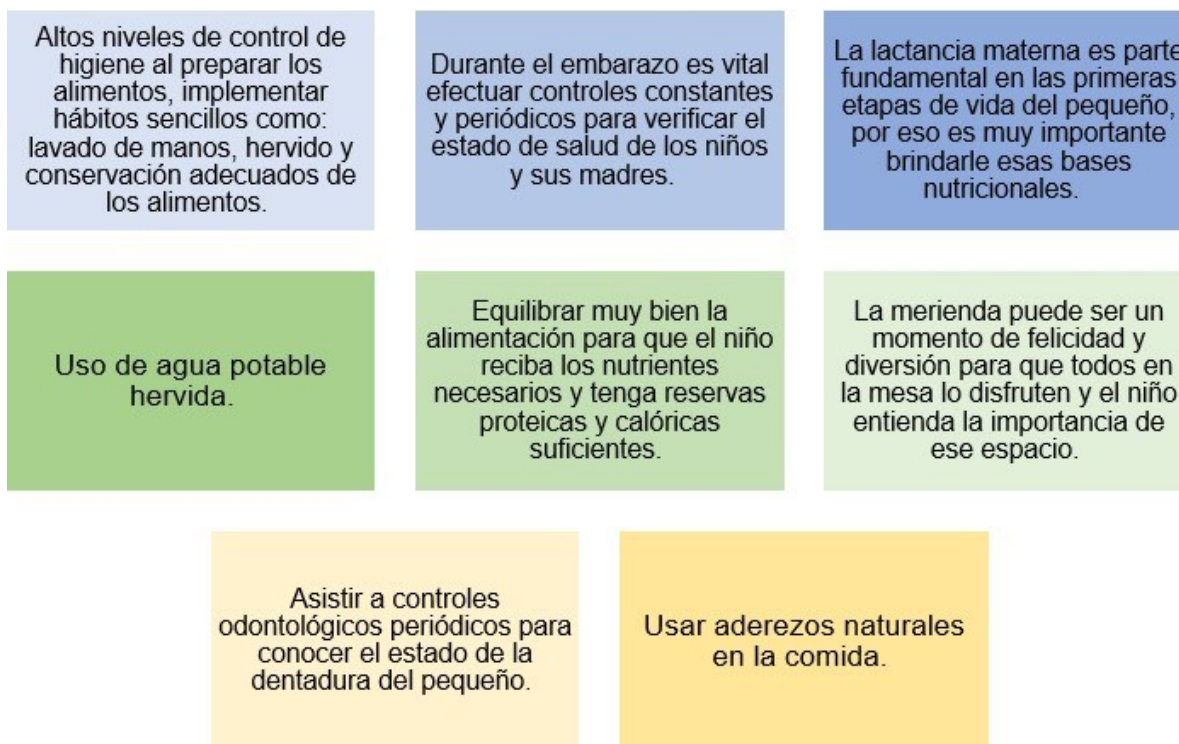 Altos niveles de control de
higiene al preparar los
alimentos, implementar
hábitos sencillos como:
lavado de manos, hervido y
conservación adecuados de
los alimentos.
Durante el embarazo es vital
efectuar controles constantes
y periódicos para verificar el
estado de salud de los niños
y sus madres.
La lactancia materna es parte
fundamental en las primeras
etapas de vida del pequeño,
por eso es muy importante
brindarle esas bases
nutricionales.
Uso de agua potable
hervida.
Equilibrar muy bien la
alimentación para que el niño
reciba los nutrientes
necesarios y tenga reservas
proteicas y calóricas
suficientes.
La merienda puede ser un
momento de felicidad y
diversión para que todos en
la mesa lo disfruten y el niño
entienda la importancia de
ese espacio.
Asistir a controles
odontológicos periódicos para
conocer el estado de la
dentadura del pequeño.
Usar aderezos naturales
en la comida.